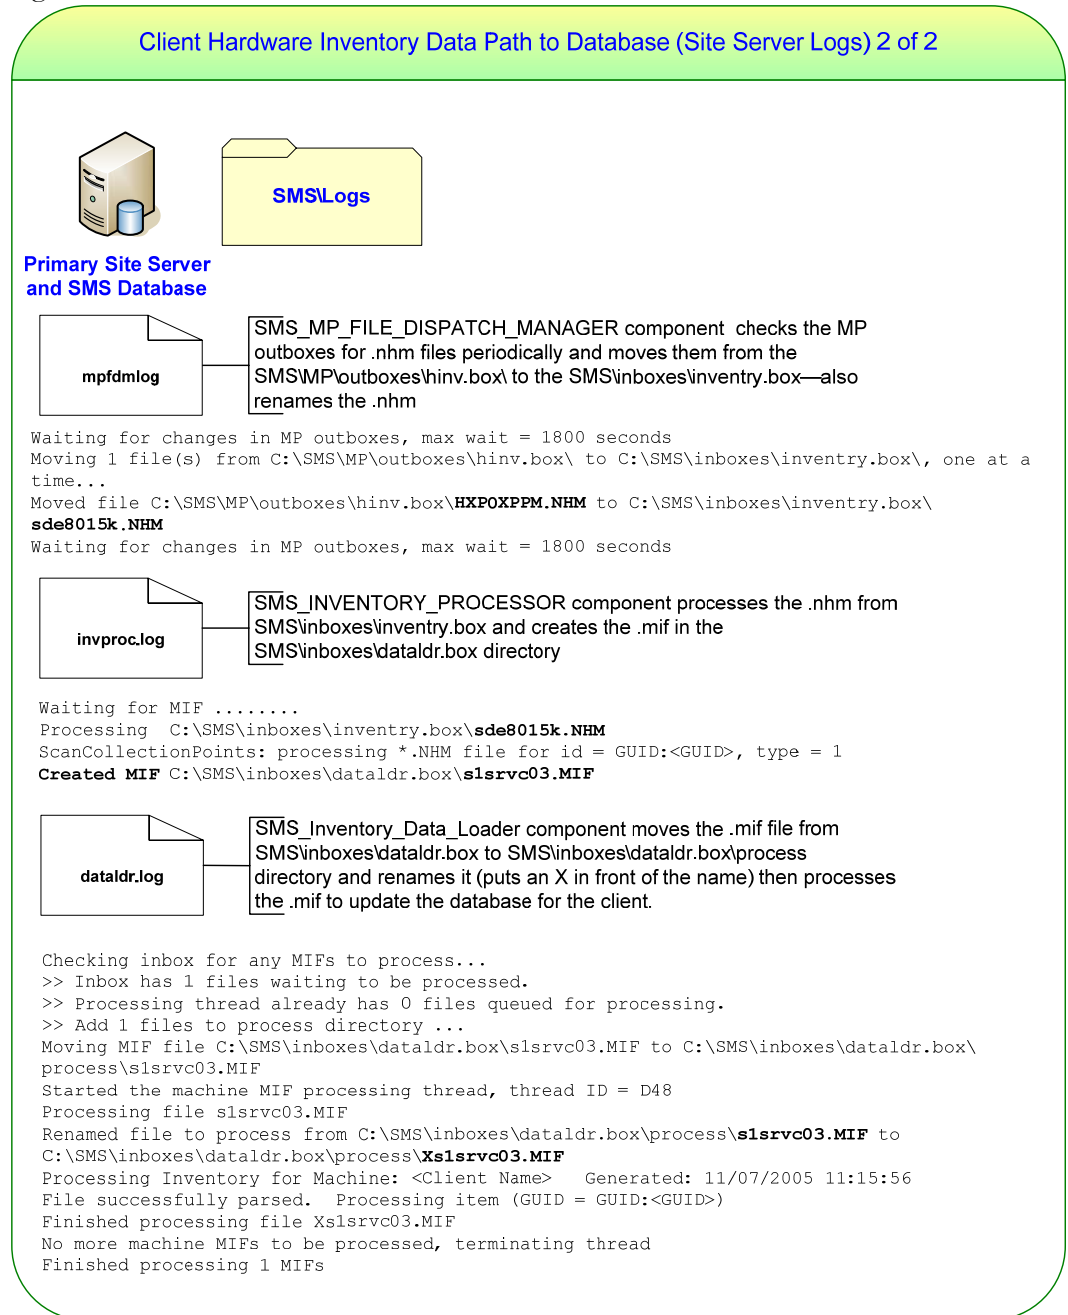 Client Hardware Inventory Data Path to Database (Site Server Logs) 2 of 2
SMS\Logs
Primary Site Server
and SMS Database
mpfdmlog
SMS_MP_FILE_DISPATCH_MANAGER component checks the MP
outboxes for .nhm files periodically and moves them from the
SMS\MP\outboxes\hinv.box\ to the SMS\inboxes\inventry.box—also
renames the .nhm
Waiting for changes in MP outboxes, max wait = 1800 seconds
Moving 1 file(s) from C:\SMS\MP\outboxes\hinv.box\ to C:\SMS\inboxes\inventry.box\, one at a
time...
Moved file C:\SMS\MP\outboxes\hinv.box\HXP0XPPM.NHM to C:\SMS\inboxes\inventry.box\
sde8015k.NHM
Waiting for changes in MP outboxes, max wait = 1800 seconds
invproc.log
SMS_INVENTORY_PROCESSOR component processes the .nhm from
SMS\inboxes\inventry.box and creates the .mif in the
SMS\inboxes\dataldr.box directory
Waiting for MIF ........
Processing C:\SMS\inboxes\inventry.box\sde8015k.NHM
ScanCollectionPoints: processing *.NHM file for id = GUID:<GUID>, type = 1
Created MIF C:\SMS\inboxes\dataldr.box\s1srvc03.MIF
dataldr.log
SMS_Inventory_Data_Loader component moves the .mif file from
SMS\inboxes\dataldr.box to SMS\inboxes\dataldr.box\process
directory and renames it (puts an X in front of the name) then processes
the .mif to update the database for the client.
Checking inbox for any MIFs to process...
>> Inbox has 1 files waiting to be processed.
>> Processing thread already has 0 files queued for processing.
>> Add 1 files to process directory ...
Moving MIF file C:\SMS\inboxes\dataldr.box\s1srvc03.MIF to C:\SMS\inboxes\dataldr.box\
process\s1srvc03.MIF
Started the machine MIF processing thread, thread ID = D48
Processing file s1srvc03.MIF
Renamed file to process from C:\SMS\inboxes\dataldr.box\process\s1srvc03.MIF to
C:\SMS\inboxes\dataldr.box\process\Xs1srvc03.MIF
Processing Inventory for Machine: <Client Name> Generated: 11/07/2005 11:15:56
File successfully parsed. Processing item (GUID = GUID:<GUID>)
Finished processing file Xs1srvc03.MIF
No more machine MIFs to be processed, terminating thread
Finished processing 1 MIFs